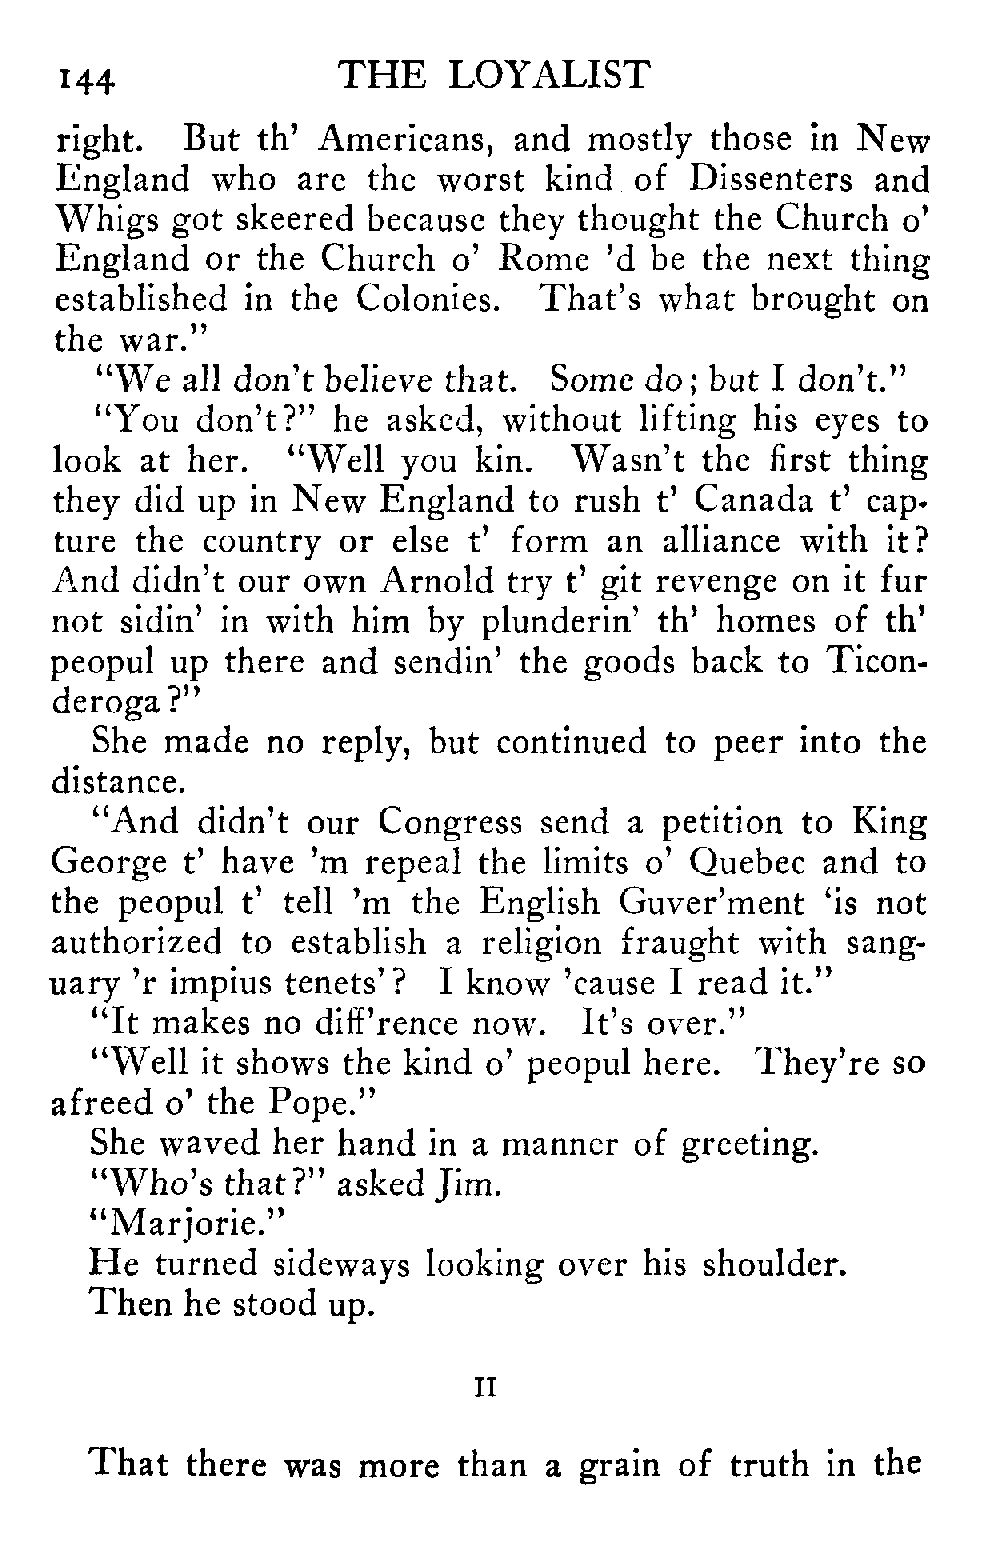 144 THE LOYALIST
right. But th' Americans, and mostly those in New
England who are the worst kind of Dissenters and
Whigs got skeered because they thought the Church o'
England or the Church o' Rome 'd be the next thing
established in the Colonies. That's what brought on
the war."
"We all don't believe that. Some do; but I don't."
"You don't?" he asked, without lifting his eyes to
look at her. "Well you kin. Wasn't the first thing
they did up in New England to rush t' Canada t' cap-
ture the country or else t' form an alliance with it?
And didn't our own Arnold try t' git revenge on it fur
not sidin' in with him by plunderin' th' homes of th'
peopul up there and sendin' the goods back to Ticon-
deroga?"
She made no reply, but continued to peer into the
distance.
"And didn't our Congress send a petition to King
George t' have 'm repeal the limits o' Quebec and to
the peopul t' tell 'm the English Guver'ment 'is not
authorized to establish a religion fraught with sang-
uary 'r impius tenets'? I know 'cause I read it."
"It makes no diff'rence now. It's over."
"Well it shows the kind o' peopul here. They're so
afreed o' the Pope."
She waved her hand in a manner of greeting.
"Who's that?" asked Jim.
"Marjorie."
He turned sideways looking over his shoulder.
Then he stood up.
II
That there was more than a grain of truth in the